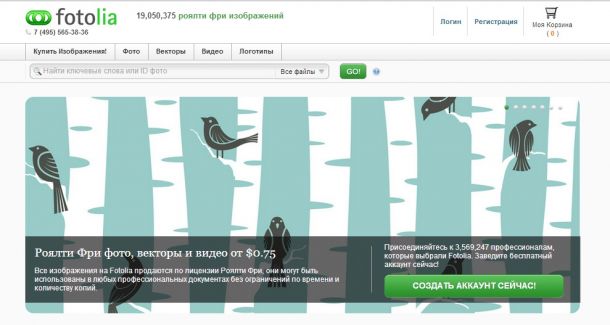 fotolia
19,050,375 роялти фри изображений
7 (495) 565-38-36
Логин
Регистрация
Моя Корзина
( 0 )
Купить Изображения!
Фото
Векторы
Видео
Логотипы
Найти ключевые слова или ID фото
Все файлы
GO!
Роялти Фри фото, векторы и видео от $0.75
Все изображения на Fotolia продаются по лицензии Роялти Фри, они могут быть
использованы в любых профессиональных документах без ограничений по времени и
количеству копий.
Присоединяйтесь к 3,569,247 профессионалам,
которые выбрали Fotolia. Заведите бесплатный
аккаунт сейчас!
СОЗДАТЬ АККАУНТ СЕЙЧАС!